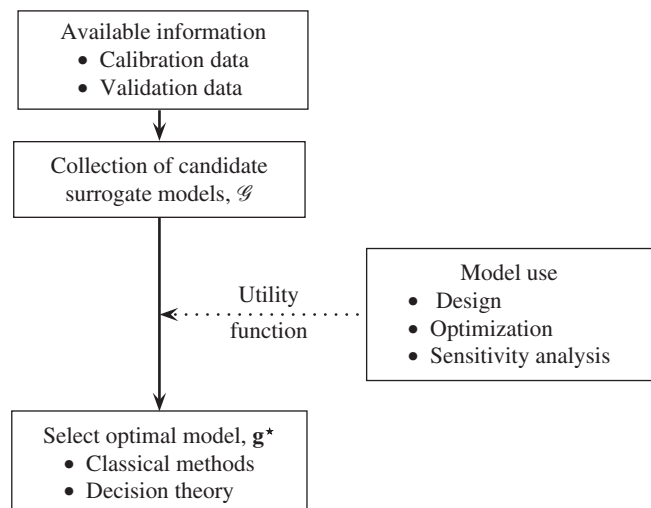 Available information
• Calibration data
• Validation data
Collection of candidate
surrogate models, 𝒢
Utility
function
Model use
• Design
• Optimization
• Sensitivity analysis
Select optimal model, g⋆
• Classical methods
• Decision theory